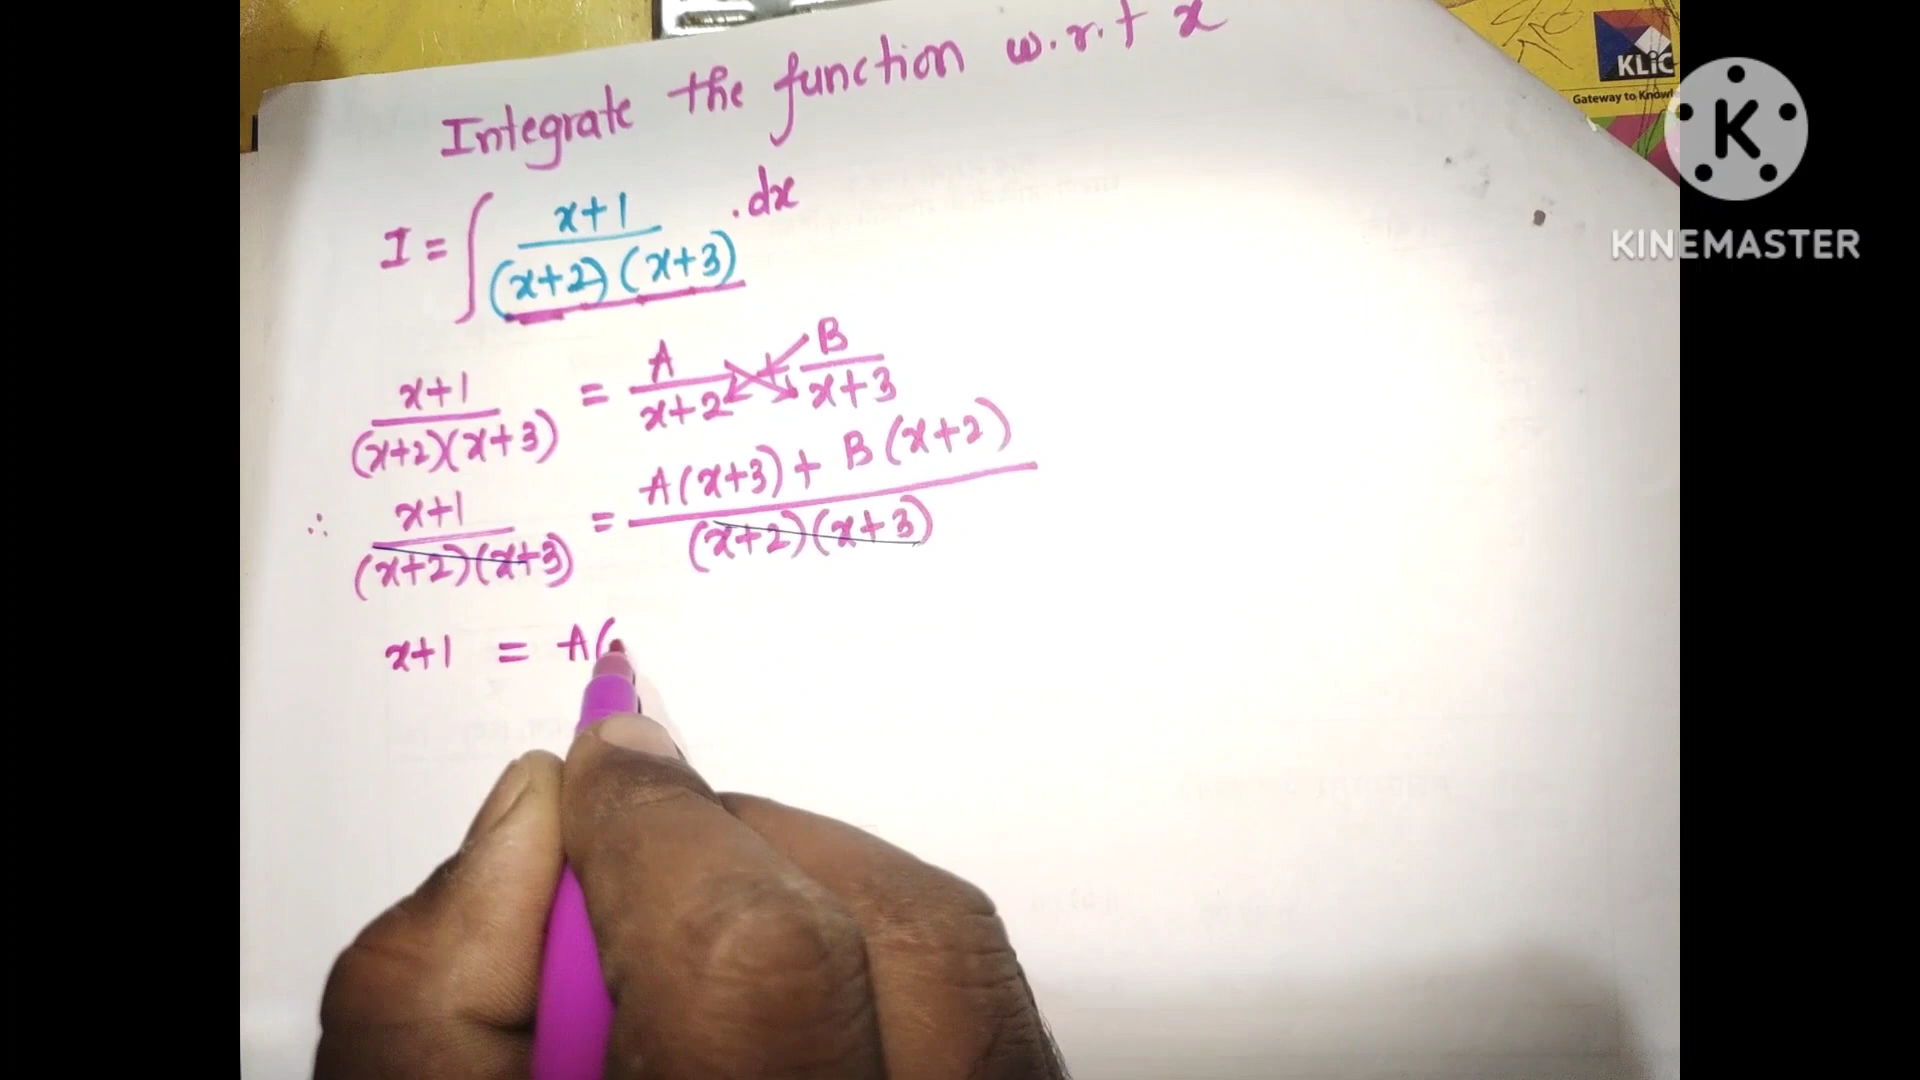 Integrate the function w.r.t x
I = ∫ x+1 / (x+2)(x+3) . dx
x+1 / (x+2)(x+3) = A / x+2 + B / x+3
∴ x+1 / (x+2)(x+3) = A(x+3) + B(x+2) / (x+2)(x+3)
x+1 = A(
KLiC
Gateway to Knowl
K
KINEMASTER